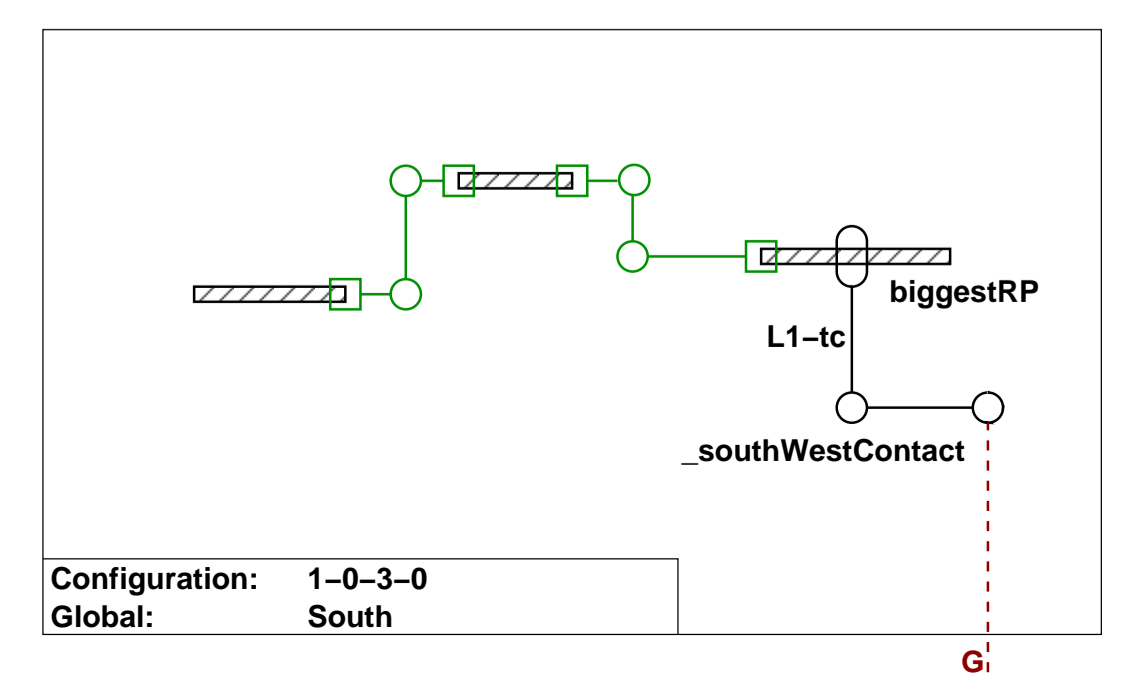 biggestRP
L1–tc
_southWestContact
Configuration: 1–0–3–0
Global: South
G